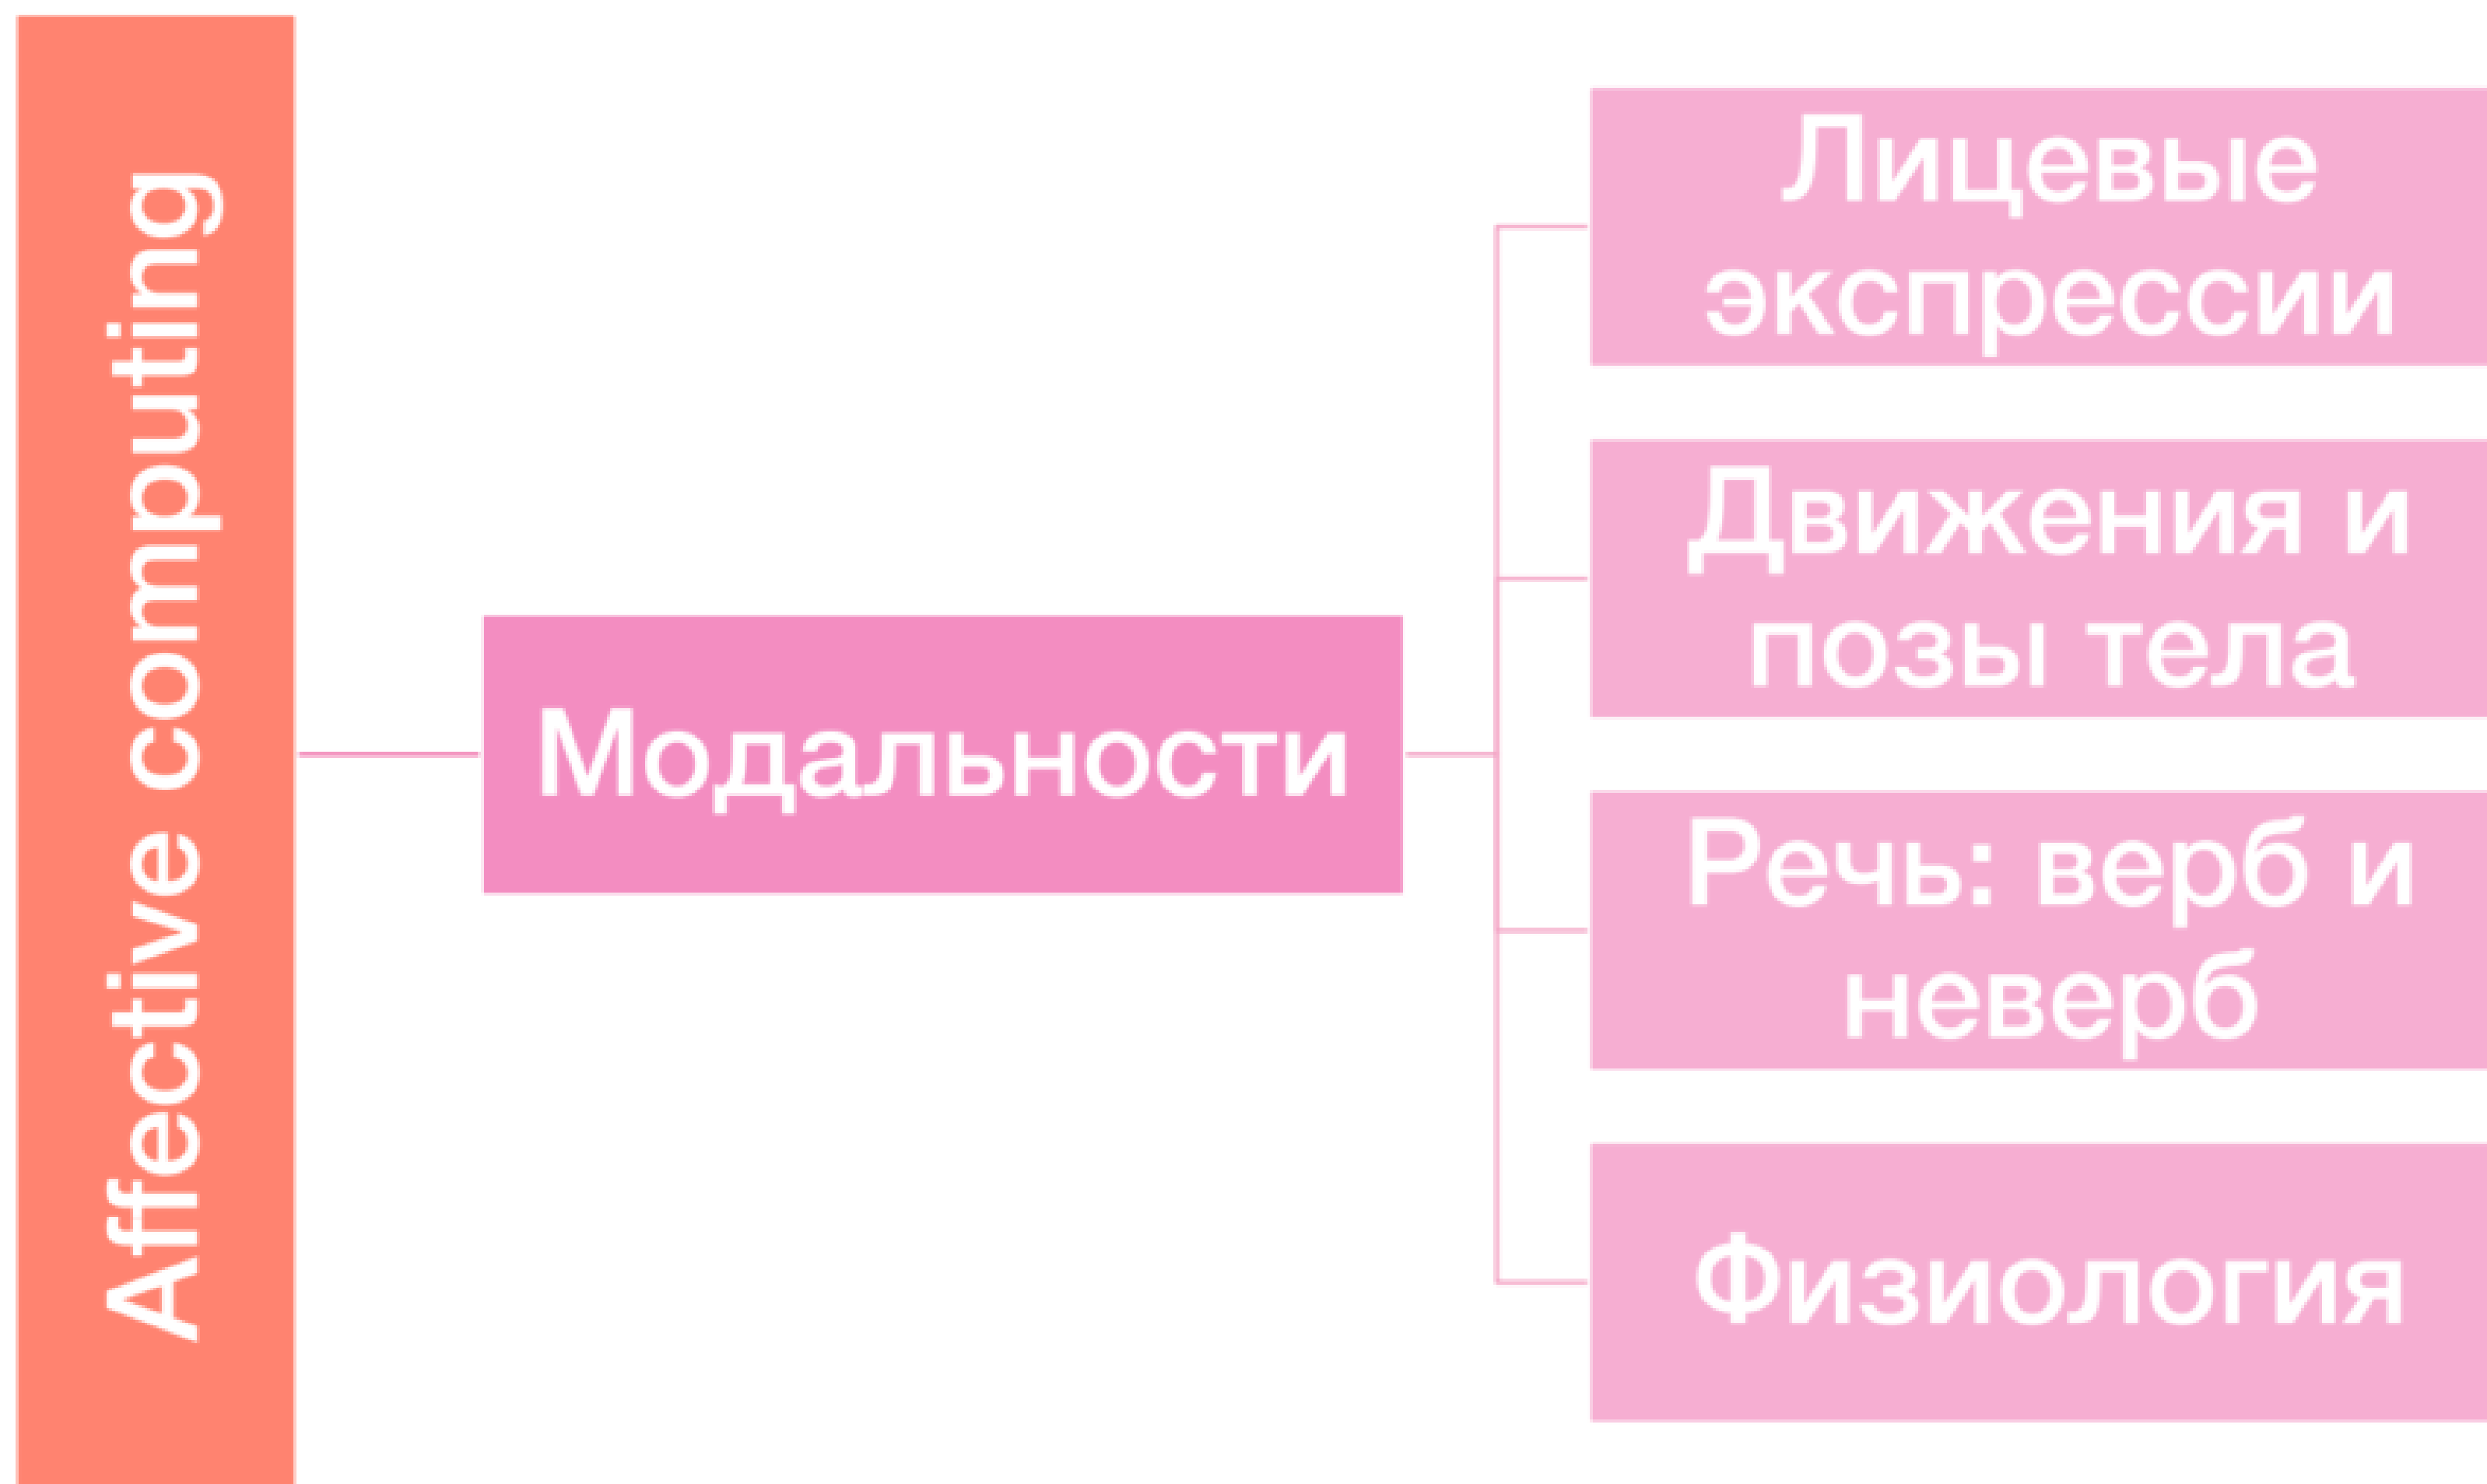 Affective computing
Модальности
Лицевые
экспрессии
Движения и
позы тела
Речь: верб и
неверб
Физиология